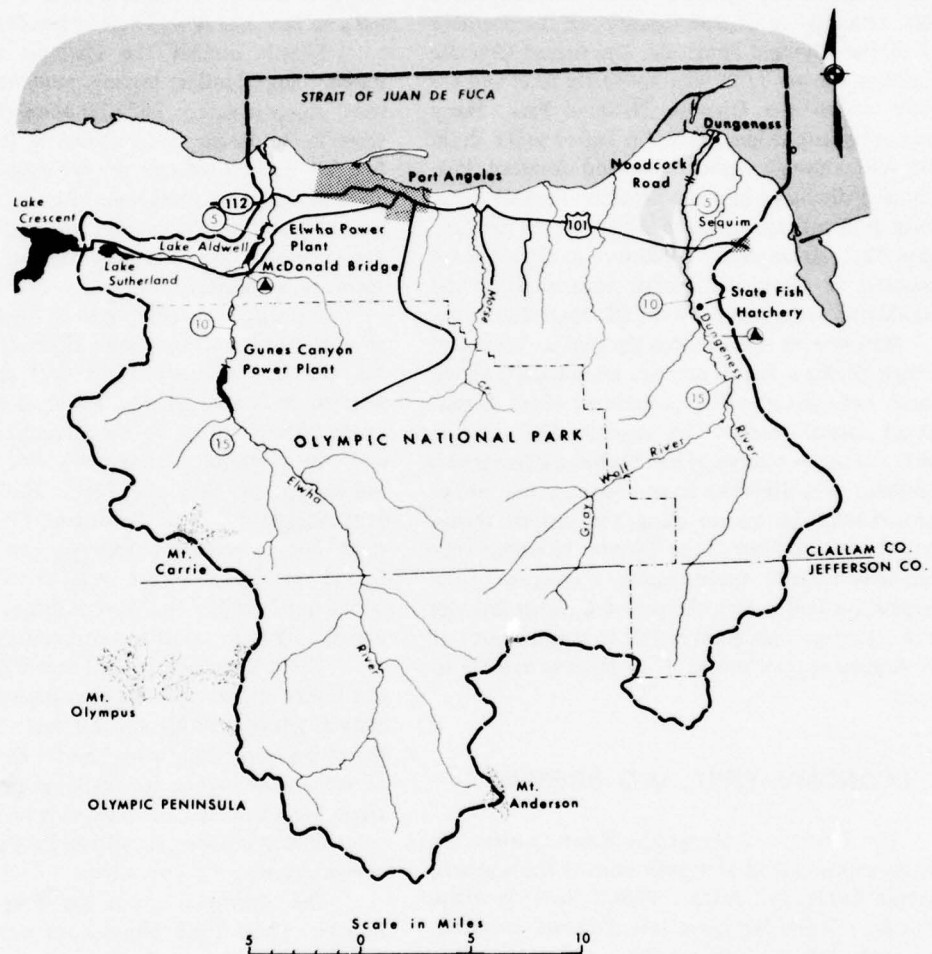 STRAIT OF JUAN DE FUCA
Dungeness
Noodcock
Road
Port Angeles
Lake
Crescent
112
5
5
Sequim
101
Lake Aldwell
Elwha Power
Plant
Lake
Sutherland
McDonald Bridge
10
10
State Fish
Hatchery
Morse
Cr.
Dungeness
River
Gunes Canyon
Power Plant
15
15
OLYMPIC NATIONAL PARK
Elwha
River
Gray Wolf River
Mt.
Carrie
CLALLAM CO.
JEFFERSON CO.
Mt.
Olympus
OLYMPIC PENINSULA
Mt.
Anderson
Scale in Miles
5 0 5 10